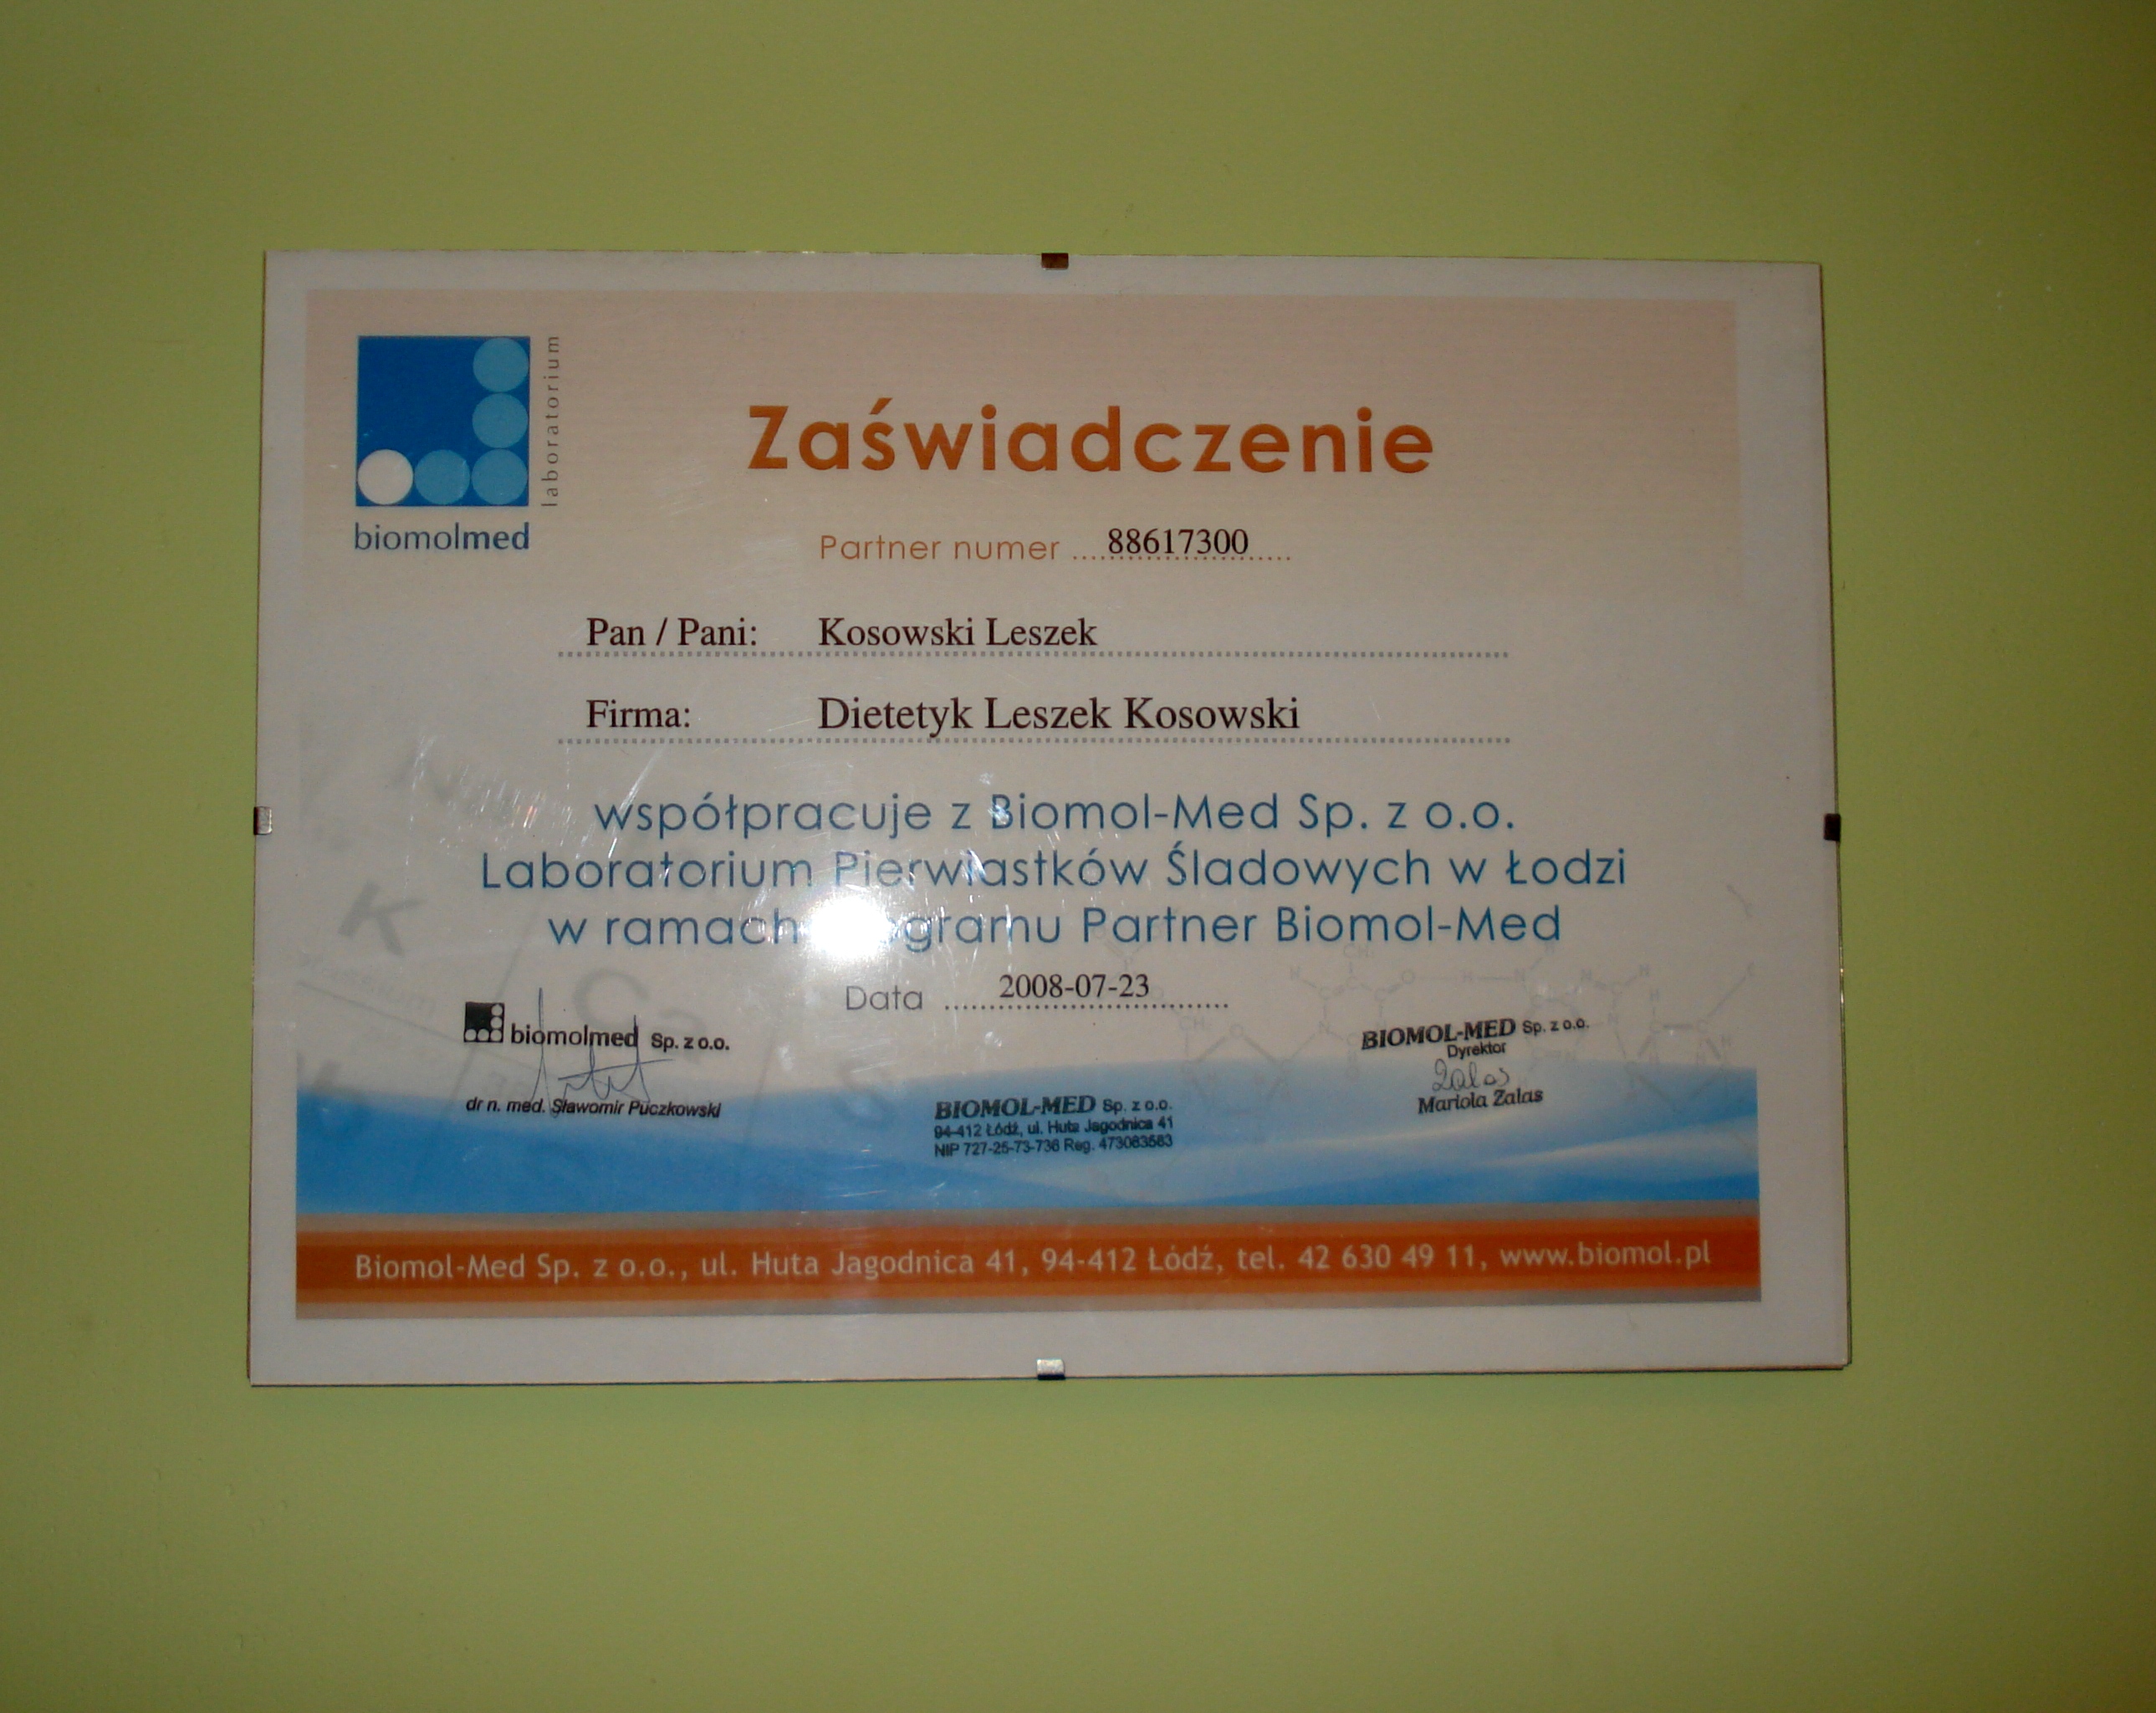 laboratorium
biomolmed
Zaświadczenie
Partner numer ....88617300.....
Pan / Pani: Kosowski Leszek
Firma: Dietetyk Leszek Kosowski
współpracuje z Biomol-Med Sp. z o.o.
Laboratorium Pierwiastków Śladowych w Łodzi
w ramach ogramu Partner Biomol-Med
Data ....2008-07-23....
biomolmed Sp. z o.o.
dr n. med. Sławomir Puczkowski
BIOMOL-MED Sp. z o.o.
94-412 Łódź, ul. Huta Jagodnica 41
NIP 727-25-73-736 Reg. 473083583
BIOMOL-MED Sp. z o.o.
Dyrektor
Zalas
Mariola Zalas
K
Biomol-Med Sp. z o.o., ul. Huta Jagodnica 41, 94-412 Łódź, tel. 42 630 49 11, www.biomol.pl